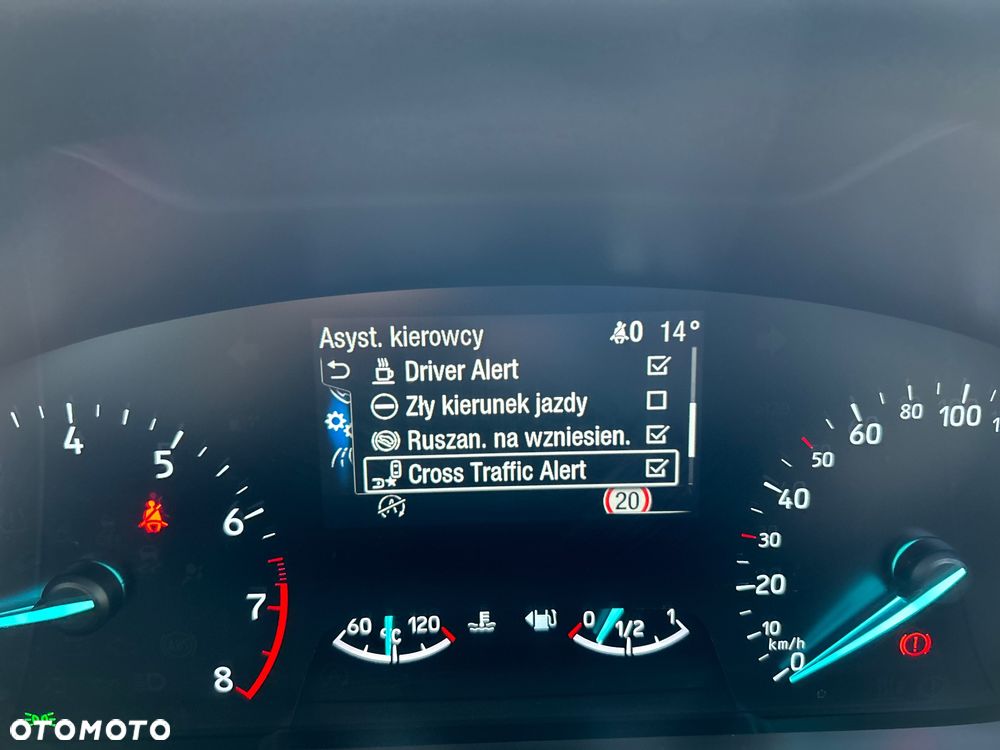 Asyst. kierowcy 0 14°
Driver Alert
Zły kierunek jazdy
Ruszan. na wzniesien.
Cross Traffic Alert
20
4
5
6
7
8
60 °C 120
0 1/2 1
0
10
km/h
20
30
40
50
60
80
100
OTOMOTO